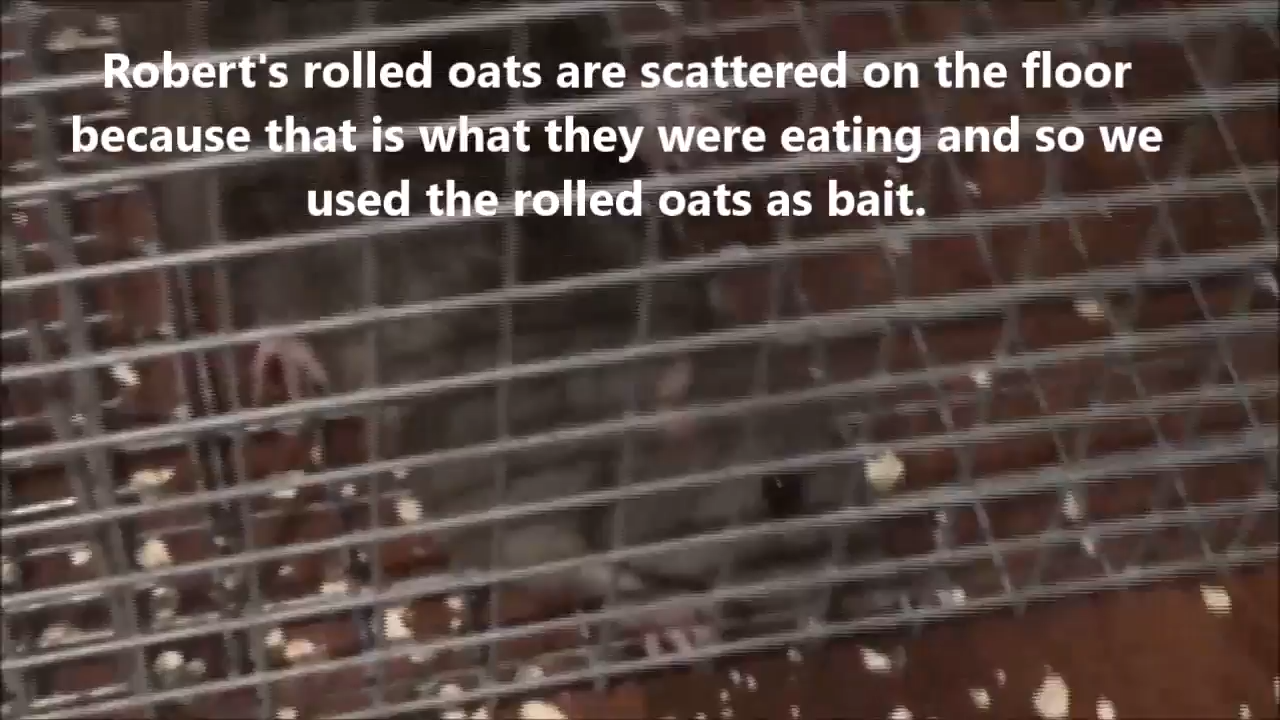 Robert's rolled oats are scattered on the floor
because that is what they were eating and so we
used the rolled oats as bait.